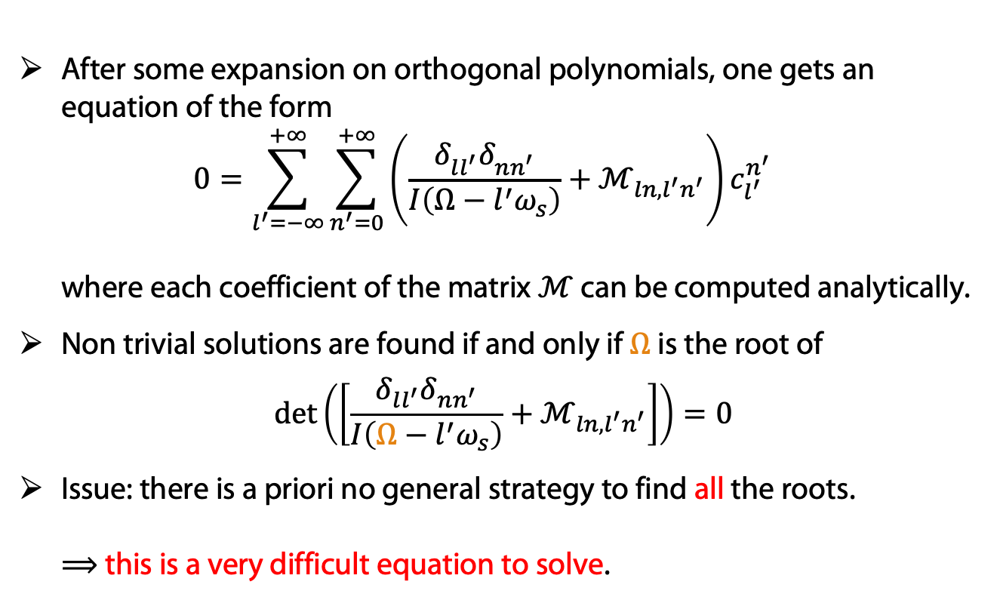 ➢ After some expansion on orthogonal polynomials, one gets an
equation of the form
$0 = \sum_{l'=-\infty}^{+\infty} \sum_{n'=0}^{+\infty} \left( \frac{\delta_{ll'}\delta_{nn'}}{I(\Omega - l'\omega_s)} + \mathcal{M}_{ln,l'n'} \right) c_{l'}^{n'}$
where each coefficient of the matrix $\mathcal{M}$ can be computed analytically.
➢ Non trivial solutions are found if and only if Ω is the root of
$\det\left(\left[ \frac{\delta_{ll'}\delta_{nn'}}{I(\Omega - l'\omega_s)} + \mathcal{M}_{ln,l'n'} \right]\right) = 0$
➢ Issue: there is a priori no general strategy to find all the roots.
⟹ this is a very difficult equation to solve.